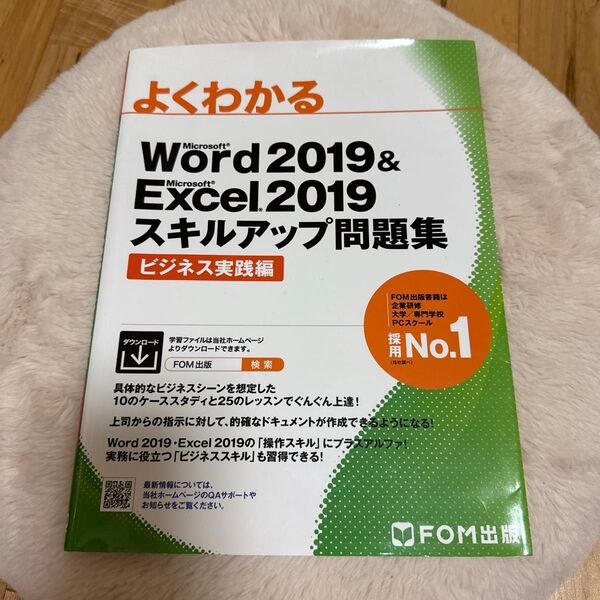 よくわかる
Microsoft®
Word 2019 &
Microsoft®
Excel® 2019
スキルアップ問題集
ビジネス実践編
FOM出版書籍は
企業研修
大学／専門学校
PCスクール
採用 No.1
(当社調べ)
ダウンロード
学習ファイルは当社ホームページ
よりダウンロードできます。
FOM出版 検索
具体的なビジネスシーンを想定した
10のケーススタディと25のレッスンでぐんぐん上達！
上司からの指示に対して、的確なドキュメントが作成できるようになる！
Word 2019・Excel 2019の「操作スキル」にプラスアルファ！
実務に役立つ「ビジネススキル」も習得できる！
最新情報については、
当社ホームページのQAサポートや
お知らせをご覧ください。
FOM出版